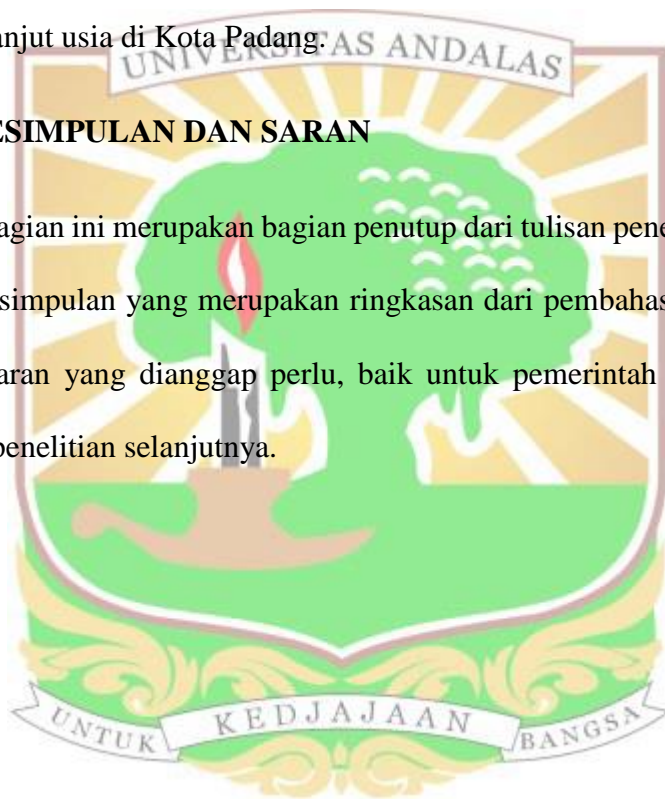 anjut usia di Kota Padang.
UNIVERSITAS ANDALAS
ESIMPULAN DAN SARAN
agian ini merupakan bagian penutup dari tulisan pene
simpulan yang merupakan ringkasan dari pembahas
aran yang dianggap perlu, baik untuk pemerintah
penelitian selanjutnya.
UNTUK KEDJAJAAN BANGSA